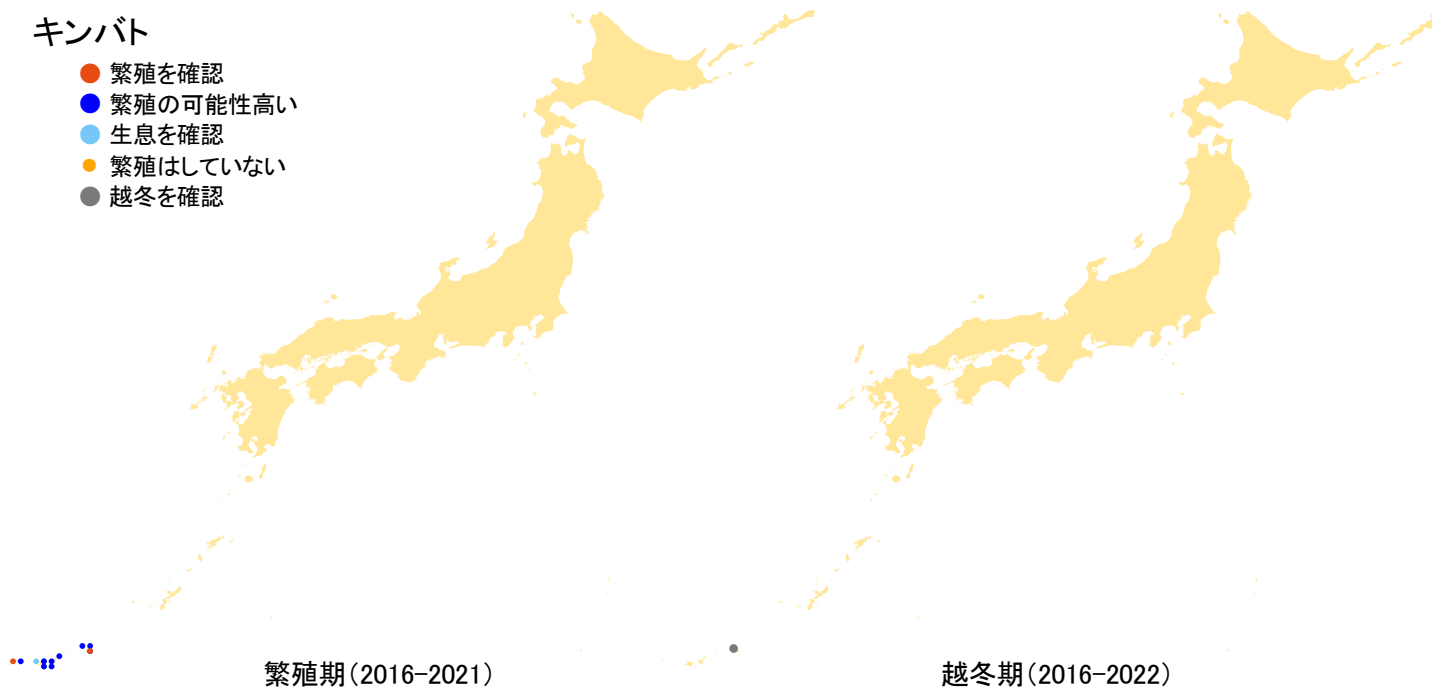 キンバト
繁殖を確認
繁殖の可能性高い
生息を確認
繁殖はしていない
越冬を確認
繁殖期(2016-2021)
越冬期(2016-2022)